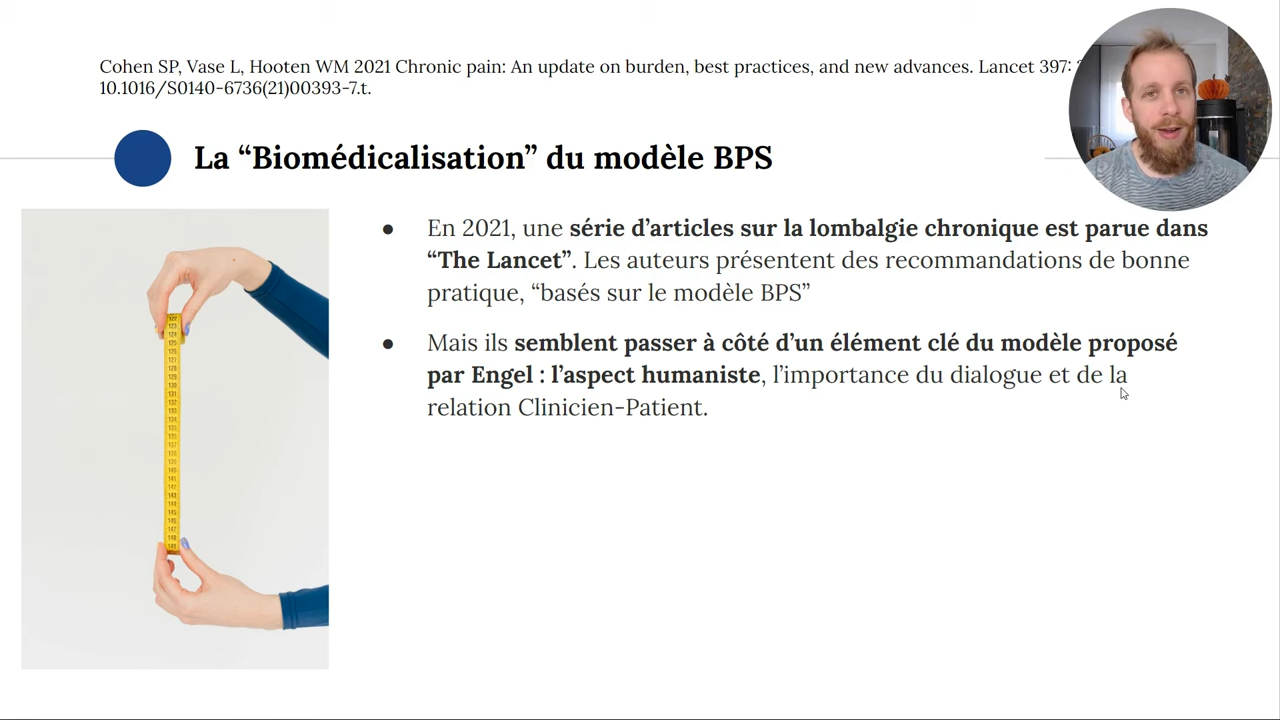 Cohen SP, Vase L, Hooten WM 2021 Chronic pain: An update on burden, best practices, and new advances. Lancet 397:
10.1016/S0140-6736(21)00393-7.t.
La “Biomédicalisation” du modèle BPS
● En 2021, une série d’articles sur la lombalgie chronique est parue dans
“The Lancet”. Les auteurs présentent des recommandations de bonne
pratique, “basés sur le modèle BPS”
● Mais ils semblent passer à côté d’un élément clé du modèle proposé
par Engel : l’aspect humaniste, l’importance du dialogue et de la
relation Clinicien-Patient.